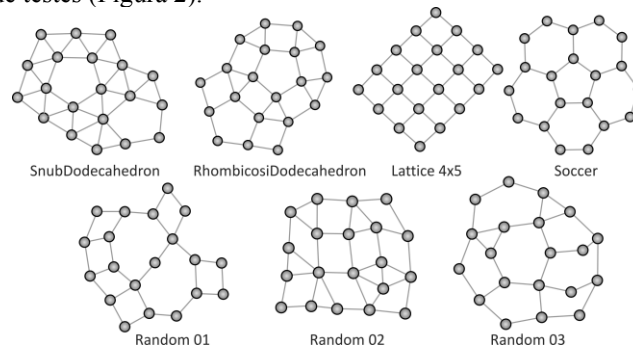 de testes (Figura 2).
SnubDodecahedron RhombicosiDodecahedron Lattice 4x5 Soccer
Random 01 Random 02 Random 03